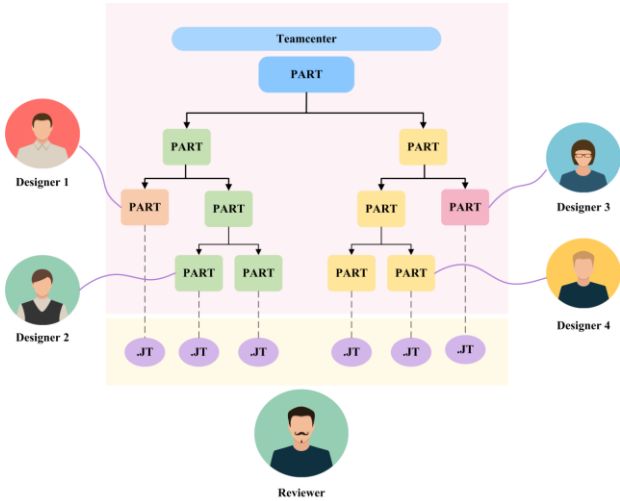 Teamcenter
PART
PART
PART
Designer 1
PART
PART
PART
PART
Designer 3
PART
PART
PART
PART
Designer 2
Designer 4
.JT
.JT
.JT
.JT
.JT
.JT
Reviewer